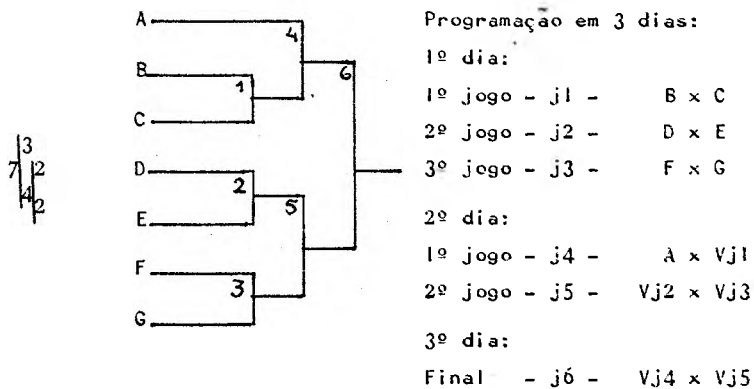 3
7
2
4
2
A
4
B
6
1
C
D
2
5
E
F
3
G
Programação em 3 dias:
1º dia:
1º jogo - j1 - B × C
2º jogo - j2 - D × E
3º jogo - j3 - F × G
2º dia:
1º jogo - j4 - A × Vj1
2º jogo - j5 - Vj2 × Vj3
3º dia:
Final - j6 - Vj4 × Vj5